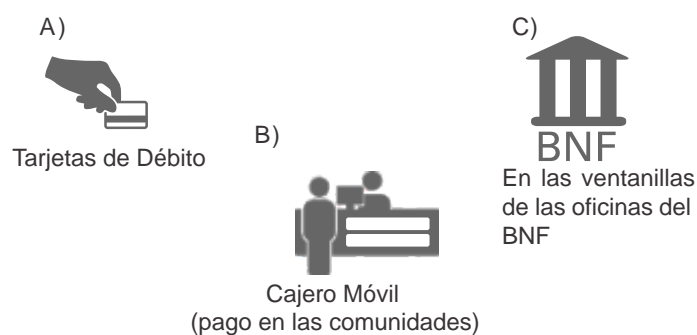 A)
Tarjetas de Débito
B)
Cajero Móvil
(pago en las comunidades)
C)
BNF
En las ventanillas
de las oficinas del
BNF